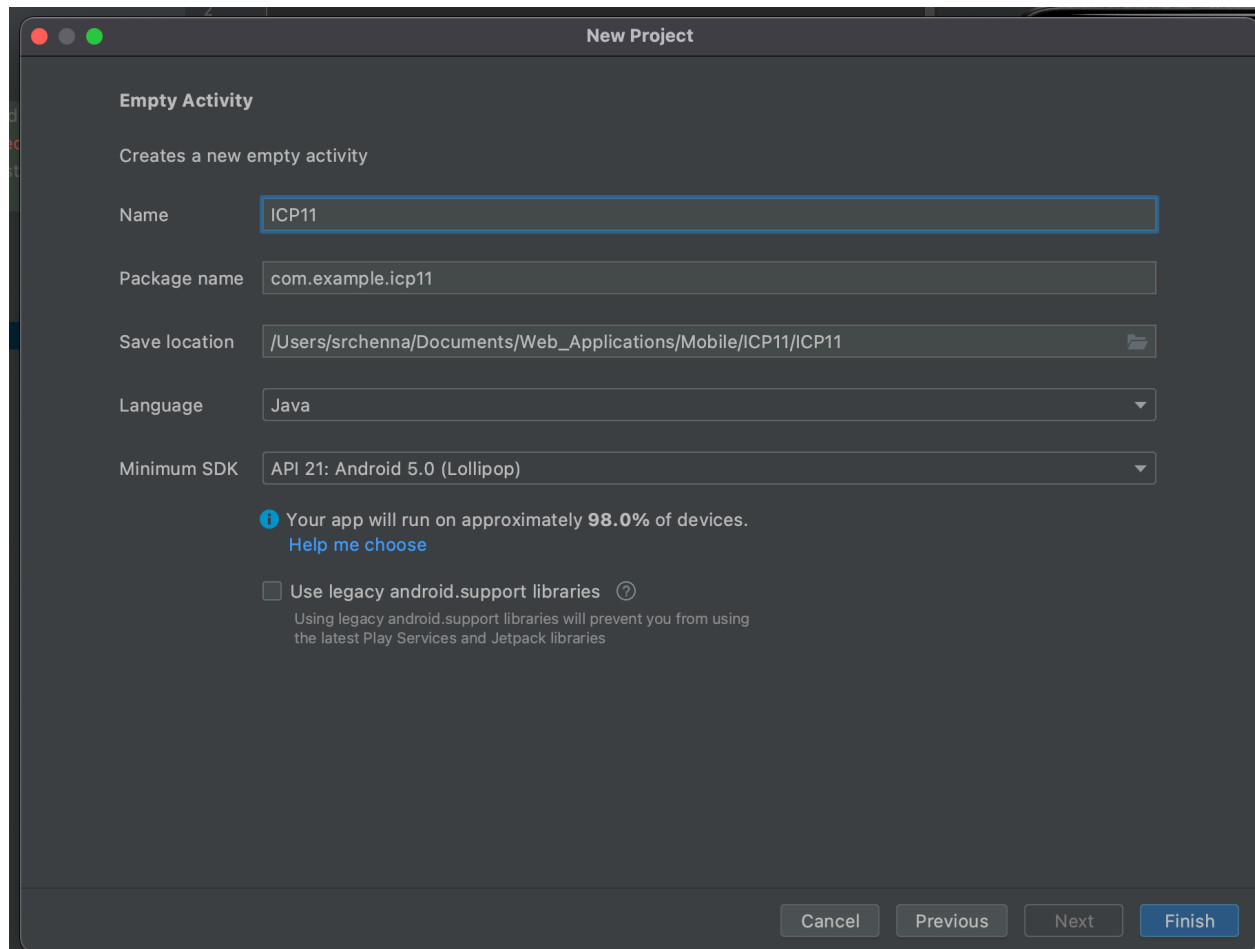 2
New Project
Empty Activity
Creates a new empty activity
Name ICP11
Package name com.example.icp11
Save location /Users/srchenna/Documents/Web_Applications/Mobile/ICP11/ICP11
Language Java
Minimum SDK API 21: Android 5.0 (Lollipop)
Your app will run on approximately 98.0% of devices.
Help me choose
Use legacy android.support libraries ?
Using legacy android.support libraries will prevent you from using
the latest Play Services and Jetpack libraries
Cancel Previous Next Finish